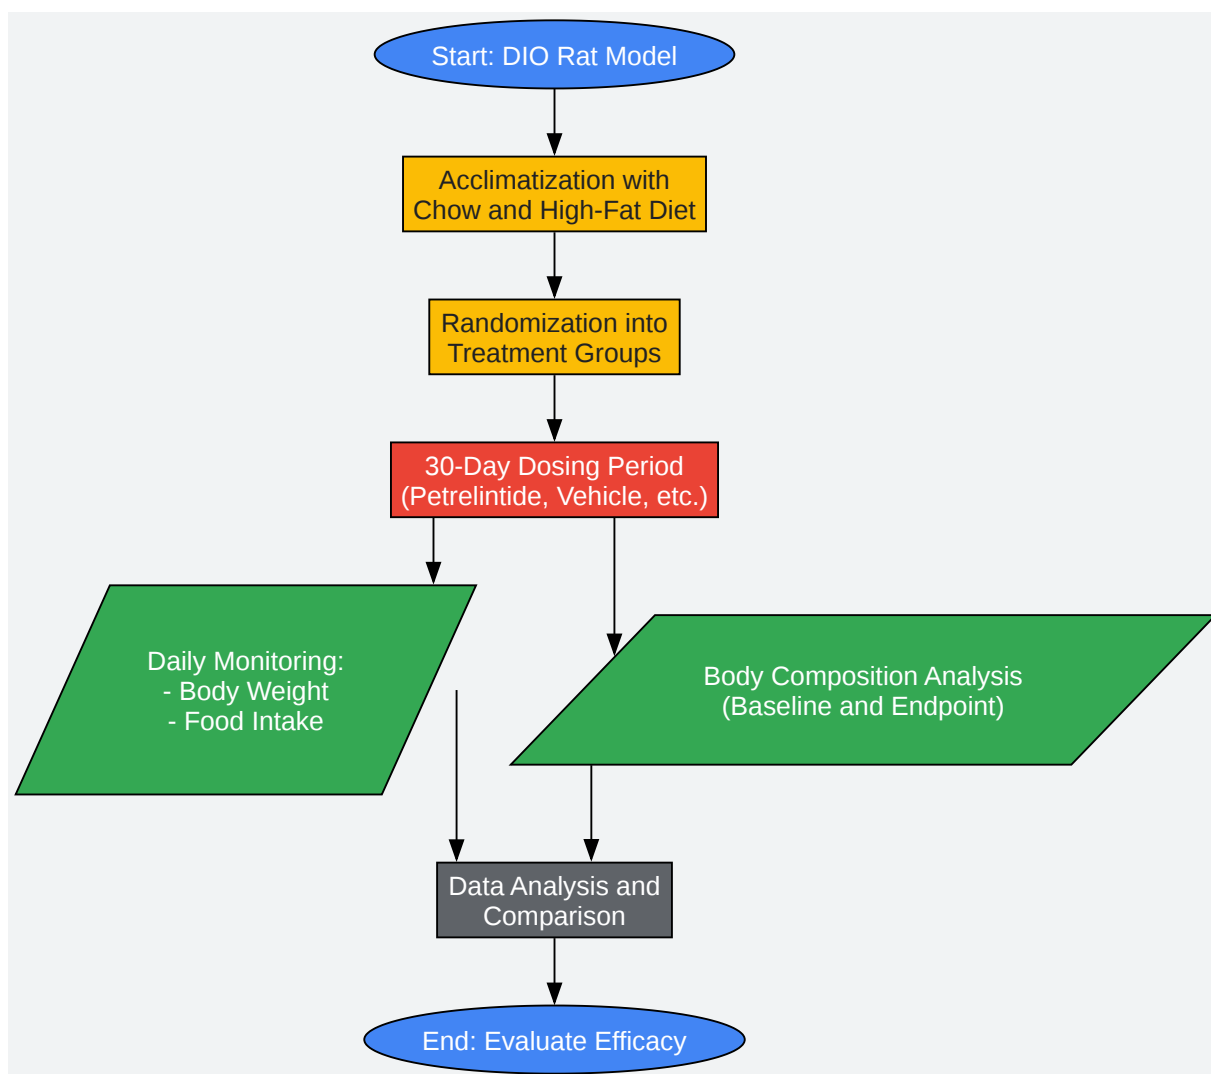 Start: DIO Rat Model
Acclimatization with
Chow and High-Fat Diet
Randomization into
Treatment Groups
30-Day Dosing Period
(Petrelintide, Vehicle, etc.)
Daily Monitoring:
- Body Weight
- Food Intake
Body Composition Analysis
(Baseline and Endpoint)
Data Analysis and
Comparison
End: Evaluate Efficacy